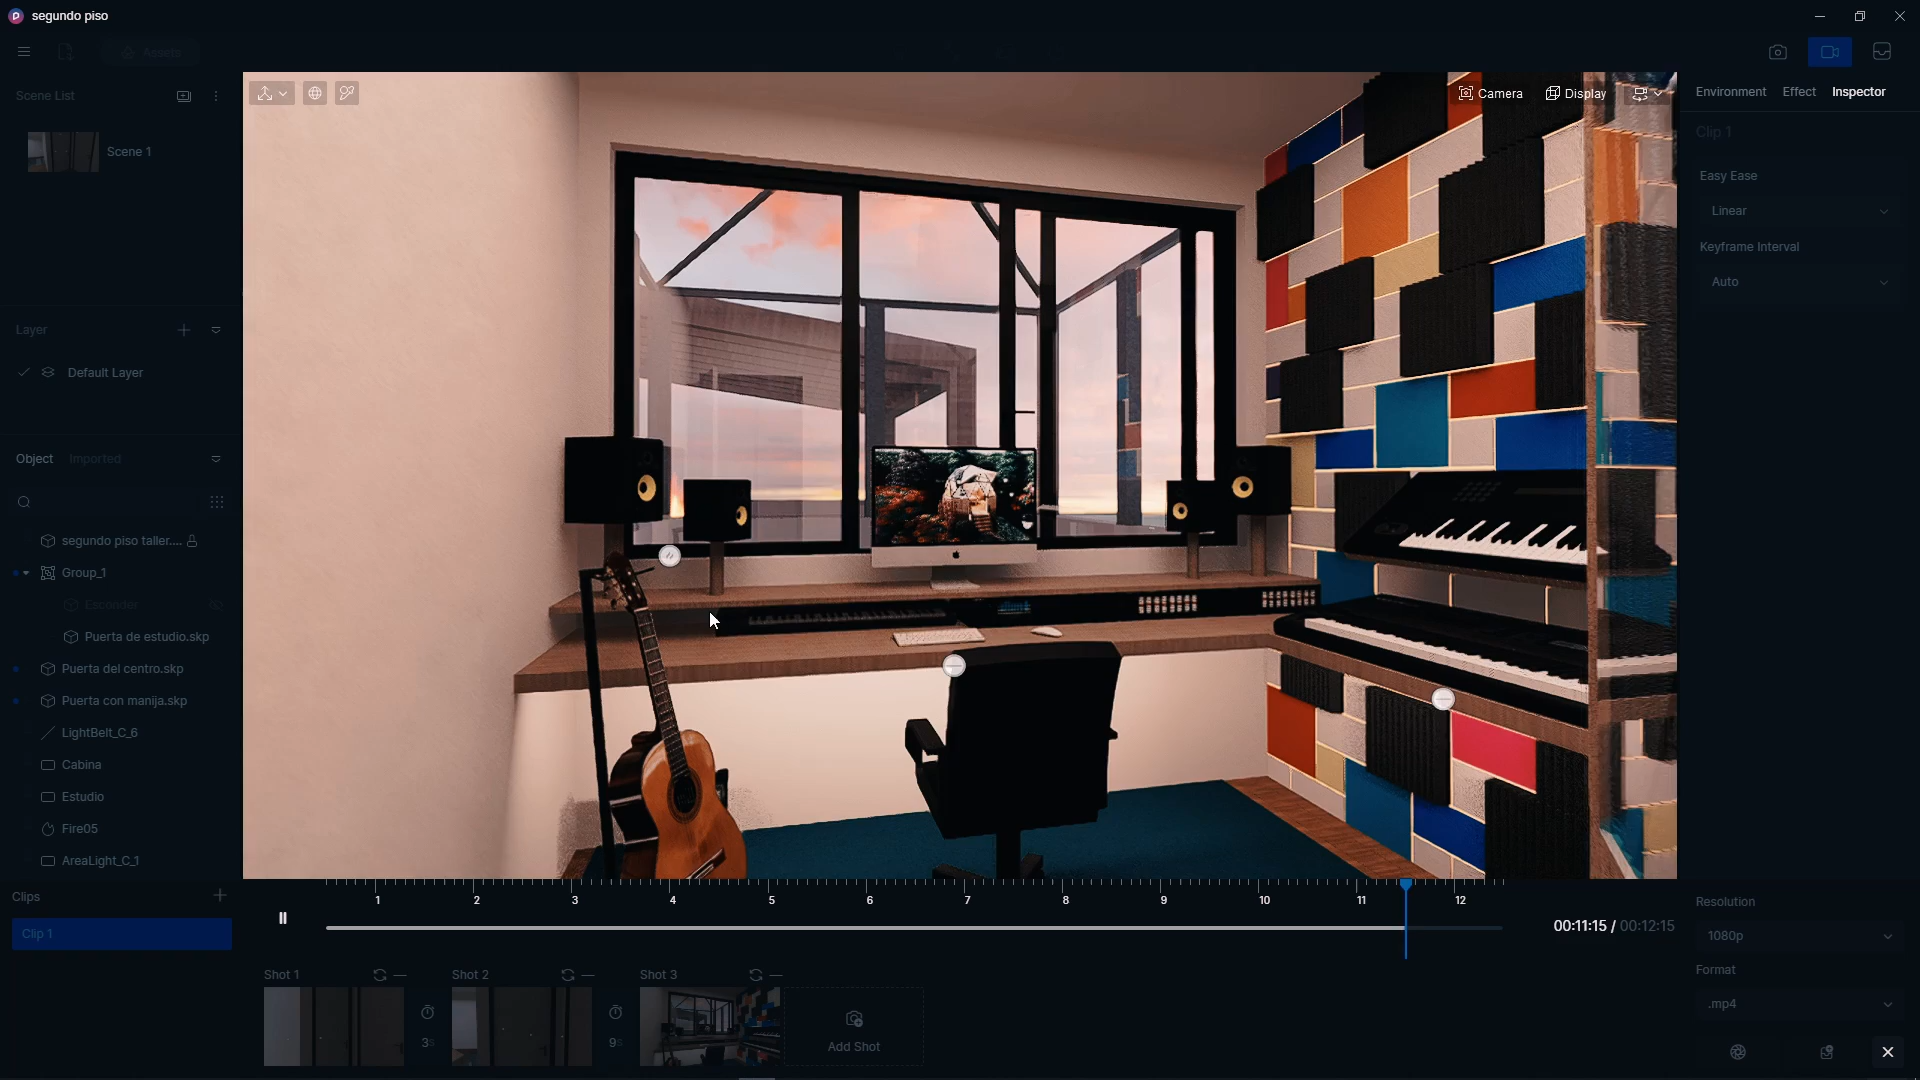 segundo piso
Assets
Scene List
Scene 1
Layer
Default Layer
Object
Imported
segundo piso taller....
Group_1
Esconder
Puerta de estudio.skp
Puerta del centro.skp
Puerta con manija.skp
LightBelt_C_6
Cabina
Estudio
Fire05
AreaLight_C_1
Clips
Clip 1
Camera
Display
Environment
Effect
Inspector
Clip 1
Easy Ease
Linear
Keyframe Interval
Auto
1 2 3 4 5 6 7 8 9 10 11 12
00:11:15 / 00:12:15
Shot 1
Shot 2
Shot 3
3s
9s
Add Shot
Resolution
1080p
Format
.mp4